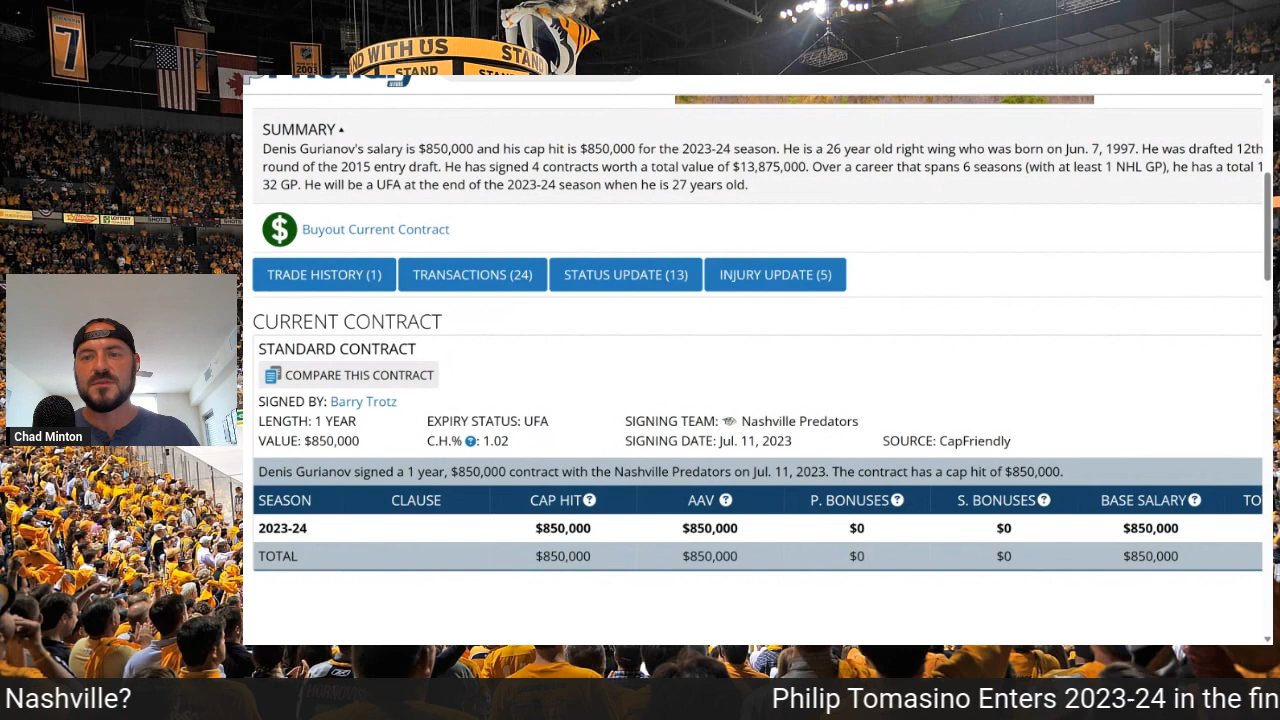 7
2003
AND WITH US
STAND
STAND
STAN
LOTTERY
SHOTS
SUMMARY
Denis Gurianov's salary is $850,000 and his cap hit is $850,000 for the 2023-24 season. He is a 26 year old right wing who was born on Jun. 7, 1997. He was drafted 12th
round of the 2015 entry draft. He has signed 4 contracts worth a total value of $13,875,000. Over a career that spans 6 seasons (with at least 1 NHL GP), he has a total 1
32 GP. He will be a UFA at the end of the 2023-24 season when he is 27 years old.
$ Buyout Current Contract
TRADE HISTORY (1) TRANSACTIONS (24) STATUS UPDATE (13) INJURY UPDATE (5)
CURRENT CONTRACT
STANDARD CONTRACT
COMPARE THIS CONTRACT
SIGNED BY: Barry Trotz
LENGTH: 1 YEAR EXPIRY STATUS: UFA SIGNING TEAM: Nashville Predators
VALUE: $850,000 C.H.% ?: 1.02 SIGNING DATE: Jul. 11, 2023 SOURCE: CapFriendly
Denis Gurianov signed a 1 year, $850,000 contract with the Nashville Predators on Jul. 11, 2023. The contract has a cap hit of $850,000.
SEASON CLAUSE CAP HIT ? AAV ? P. BONUSES ? S. BONUSES ? BASE SALARY ? TO
2023-24 $850,000 $850,000 $0 $0 $850,000
TOTAL $850,000 $850,000 $0 $0 $850,000
Chad Minton
Nashville? Philip Tomasino Enters 2023-24 in the fin